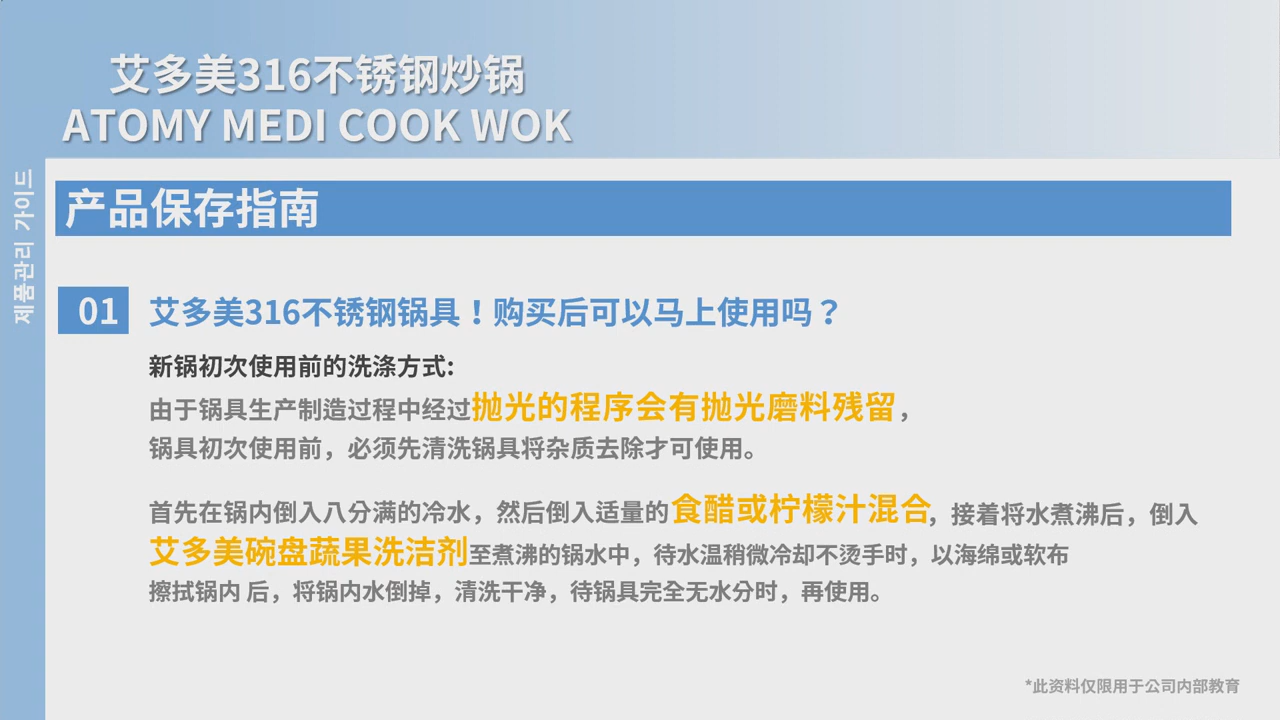 艾多美316不锈钢炒锅
ATOMY MEDI COOK WOK
제품관리 가이드
产品保存指南
01 艾多美316不锈钢锅具！购买后可以马上使用吗？
新锅初次使用前的洗涤方式:
由于锅具生产制造过程中经过抛光的程序会有抛光磨料残留，
锅具初次使用前，必须先清洗锅具将杂质去除才可使用。
首先在锅内倒入八分满的冷水，然后倒入适量的食醋或柠檬汁混合，接着将水煮沸后，倒入
艾多美碗盘蔬果洗洁剂至煮沸的锅水中，待水温稍微冷却不烫手时，以海绵或软布
擦拭锅内 后，将锅内水倒掉，清洗干净，待锅具完全无水分时，再使用。
*此资料仅限用于公司内部教育